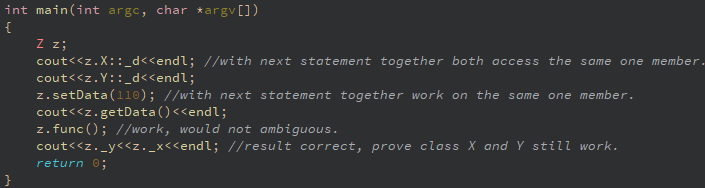 int main(int argc, char *argv[])
{
    Z z;
    cout<<z.X::_d<<endl; //with next statement together both access the same one member.
    cout<<z.Y::_d<<endl;
    z.setData(110); //with next statement together work on the same one member.
    cout<<z.getData()<<endl;
    z.func(); //work, would not ambiguous.
    cout<<z._y<<z._x<<endl; //result correct, prove class X and Y still work.
    return 0;
}